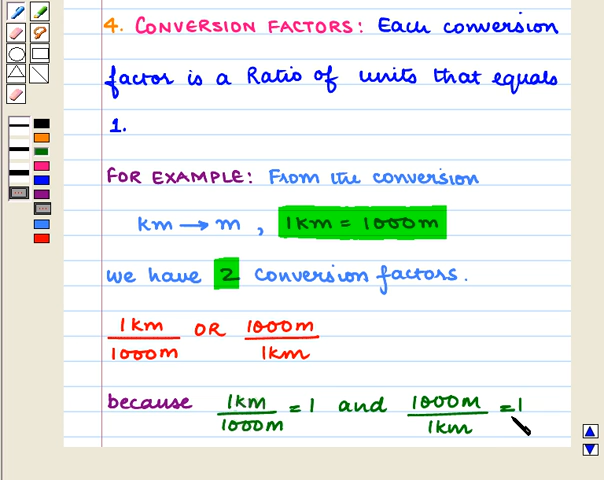 4. CONVERSION FACTORS: Each conversion
factor is a Ratio of units that equals
1.
FOR EXAMPLE: From the conversion
km → m , 1km = 1000m
we have 2 conversion factors.
1km/1000m OR 1000m/1km
because 1km/1000m = 1 and 1000m/1km = 1